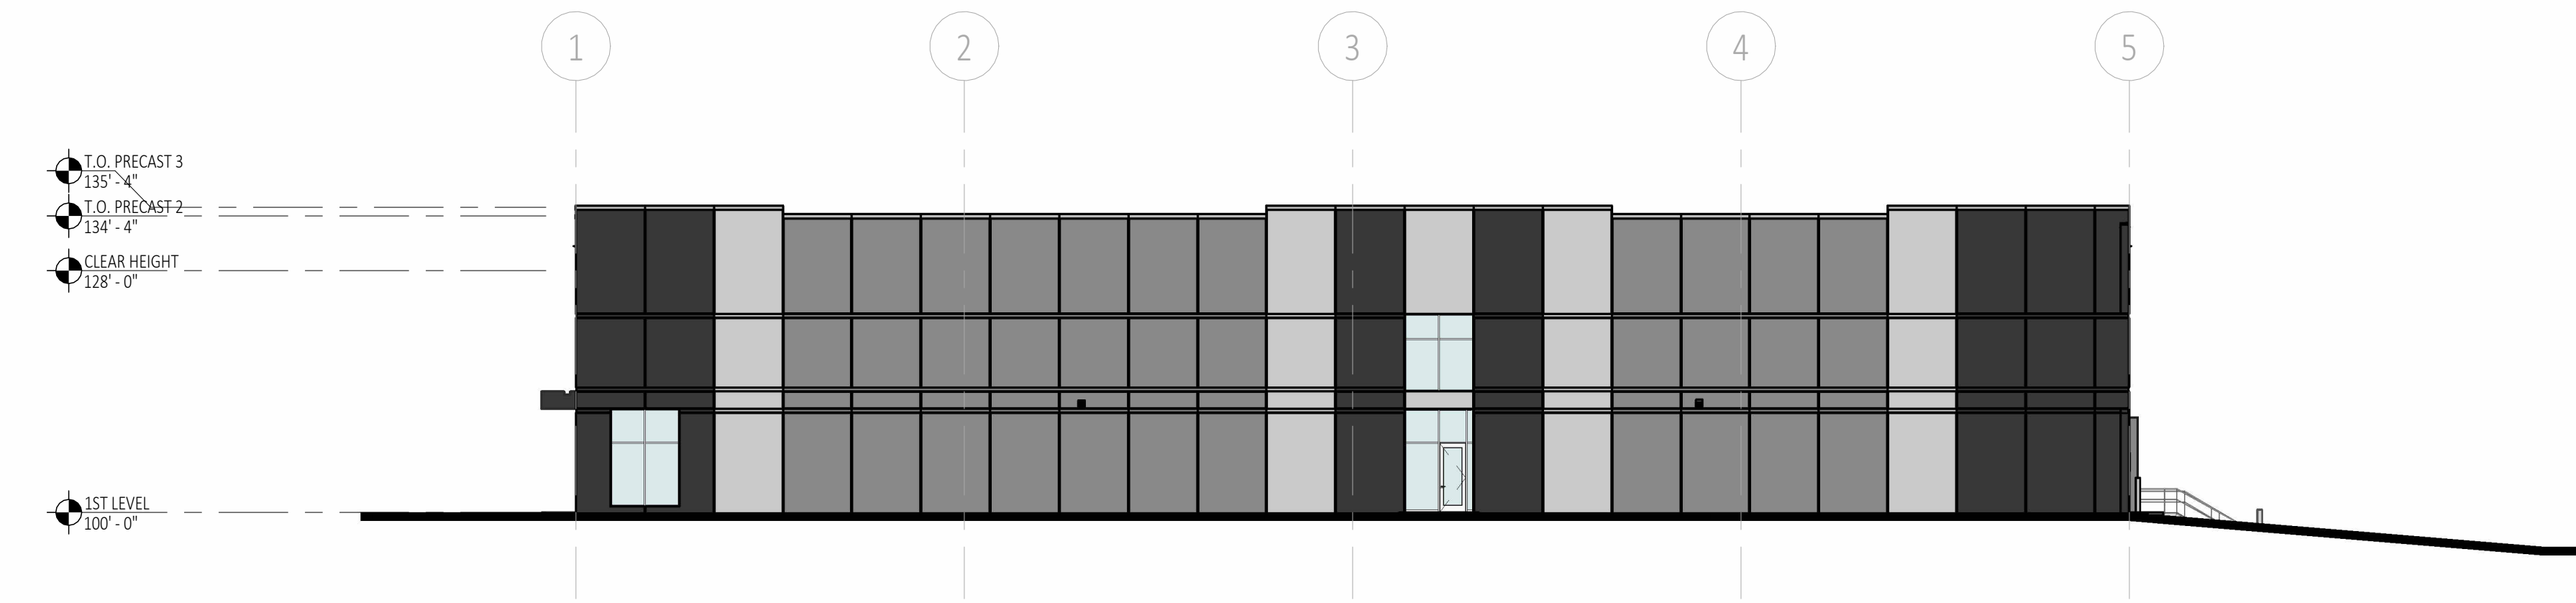 1
2
3
4
5
T.O. PRECAST 3
135' - 4"
T.O. PRECAST 2
134' - 4"
CLEAR HEIGHT
128' - 0"
1ST LEVEL
100' - 0"